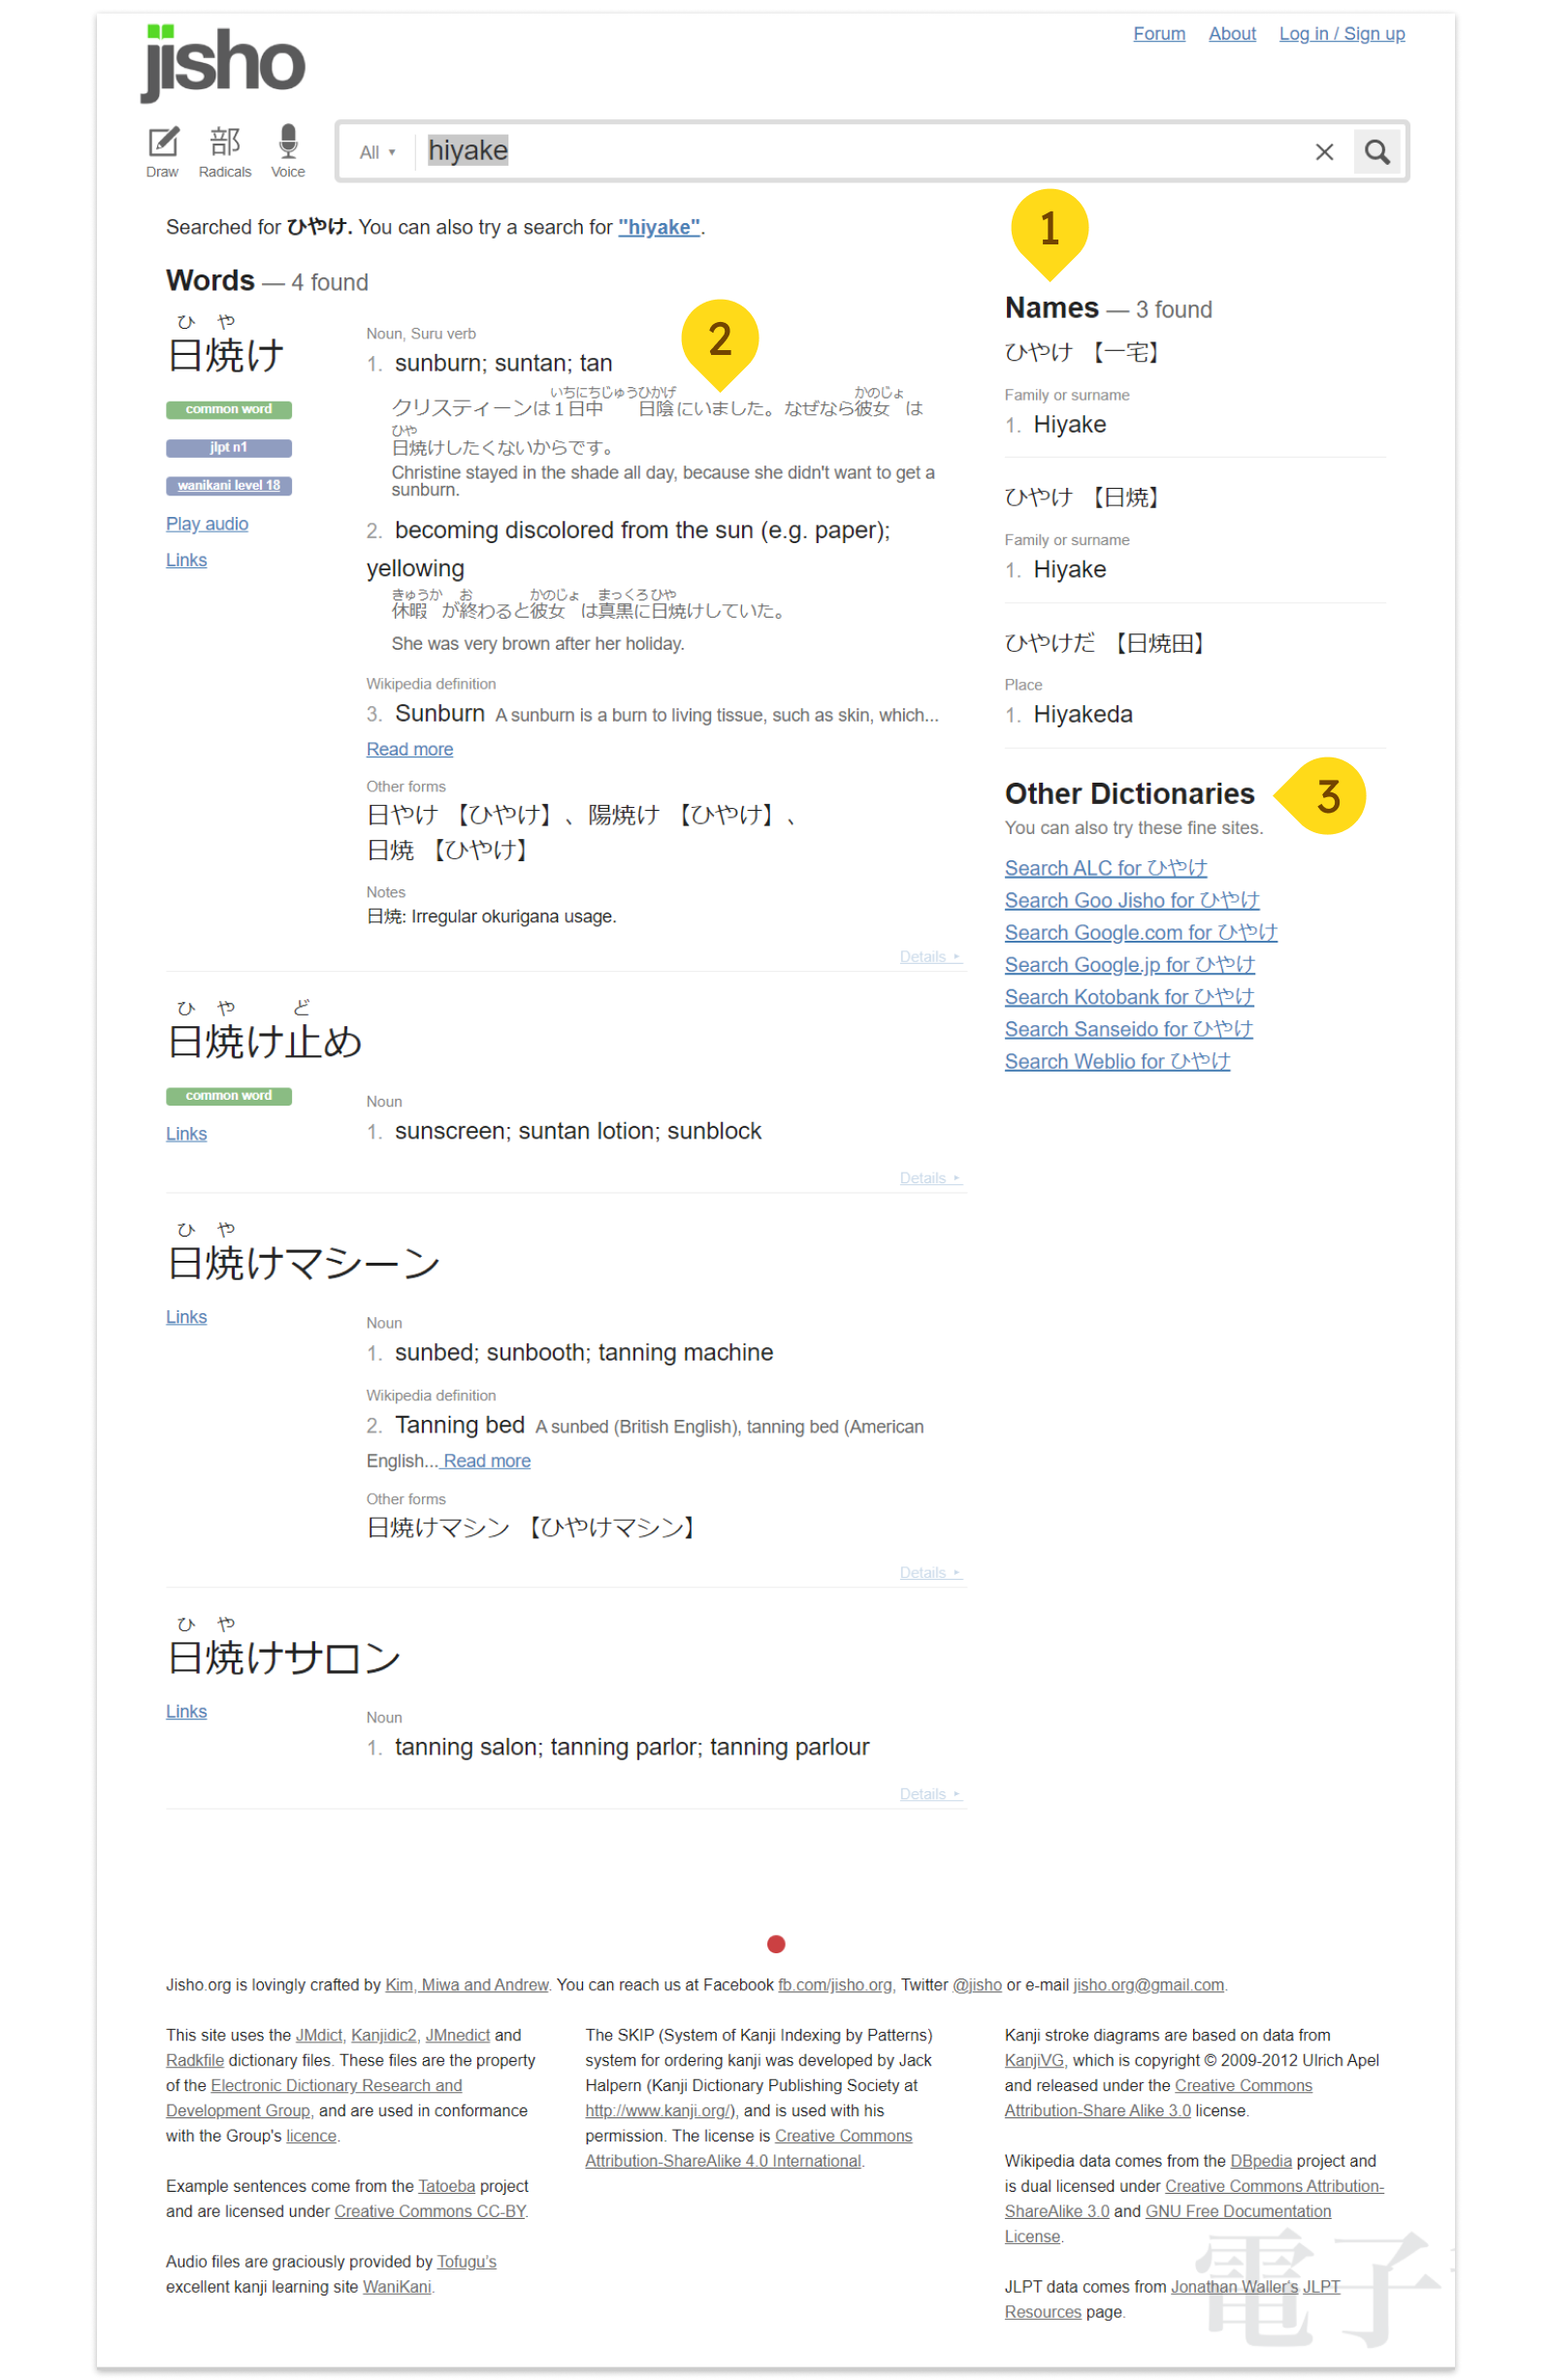 jisho
Forum About Log in / Sign up
部
Draw Radicals Voice
All ▾ hiyake
Searched for ひやけ. You can also try a search for "hiyake".
Words — 4 found
ひ や
日焼け
common word
jlpt n1
wanikani level 18
Play audio
Links
Noun, Suru verb
1. sunburn; suntan; tan
2
いちにちじゅう ひかげ かのじょ
クリスティーンは1日中日陰にいました。なぜなら彼女は
ひや
日焼けしたくないからです。
Christine stayed in the shade all day, because she didn't want to get a
sunburn.
2. becoming discolored from the sun (e.g. paper);
yellowing
きゅうか お かのじょ まっくろ ひや
休暇が終わると彼女は真黒に日焼けしていた。
She was very brown after her holiday.
Wikipedia definition
3. Sunburn A sunburn is a burn to living tissue, such as skin, which...
Read more
Other forms
日やけ 【ひやけ】、陽焼け 【ひやけ】、
日焼 【ひやけ】
Notes
日焼: Irregular okurigana usage.
Details ▸
ひ や ど
日焼け止め
common word
Links
Noun
1. sunscreen; suntan lotion; sunblock
Details ▸
ひ や
日焼けマシーン
Links
Noun
1. sunbed; sunbooth; tanning machine
Wikipedia definition
2. Tanning bed A sunbed (British English), tanning bed (American
English... Read more
Other forms
日焼けマシン 【ひやけマシン】
Details ▸
ひ や
日焼けサロン
Links
Noun
1. tanning salon; tanning parlor; tanning parlour
Details ▸
1
Names — 3 found
ひやけ 【一宅】
Family or surname
1. Hiyake
ひやけ 【日焼】
Family or surname
1. Hiyake
ひやけだ 【日焼田】
Place
1. Hiyakeda
Other Dictionaries
3
You can also try these fine sites.
Search ALC for ひやけ
Search Goo Jisho for ひやけ
Search Google.com for ひやけ
Search Google.jp for ひやけ
Search Kotobank for ひやけ
Search Sanseido for ひやけ
Search Weblio for ひやけ
Jisho.org is lovingly crafted by Kim, Miwa and Andrew. You can reach us at Facebook fb.com/jisho.org, Twitter @jisho or e-mail jisho.org@gmail.com.
This site uses the JMdict, Kanjidic2, JMnedict and
Radkfile dictionary files. These files are the property
of the Electronic Dictionary Research and
Development Group, and are used in conformance
with the Group's licence.
Example sentences come from the Tatoeba project
and are licensed under Creative Commons CC-BY.
Audio files are graciously provided by Tofugu's
excellent kanji learning site WaniKani.
The SKIP (System of Kanji Indexing by Patterns)
system for ordering kanji was developed by Jack
Halpern (Kanji Dictionary Publishing Society at
http://www.kanji.org/), and is used with his
permission. The license is Creative Commons
Attribution-ShareAlike 4.0 International.
Kanji stroke diagrams are based on data from
KanjiVG, which is copyright © 2009-2012 Ulrich Apel
and released under the Creative Commons
Attribution-Share Alike 3.0 license.
Wikipedia data comes from the DBpedia project and
is dual licensed under Creative Commons Attribution-
ShareAlike 3.0 and GNU Free Documentation
License.
JLPT data comes from Jonathan Waller's JLPT
Resources page.
電子